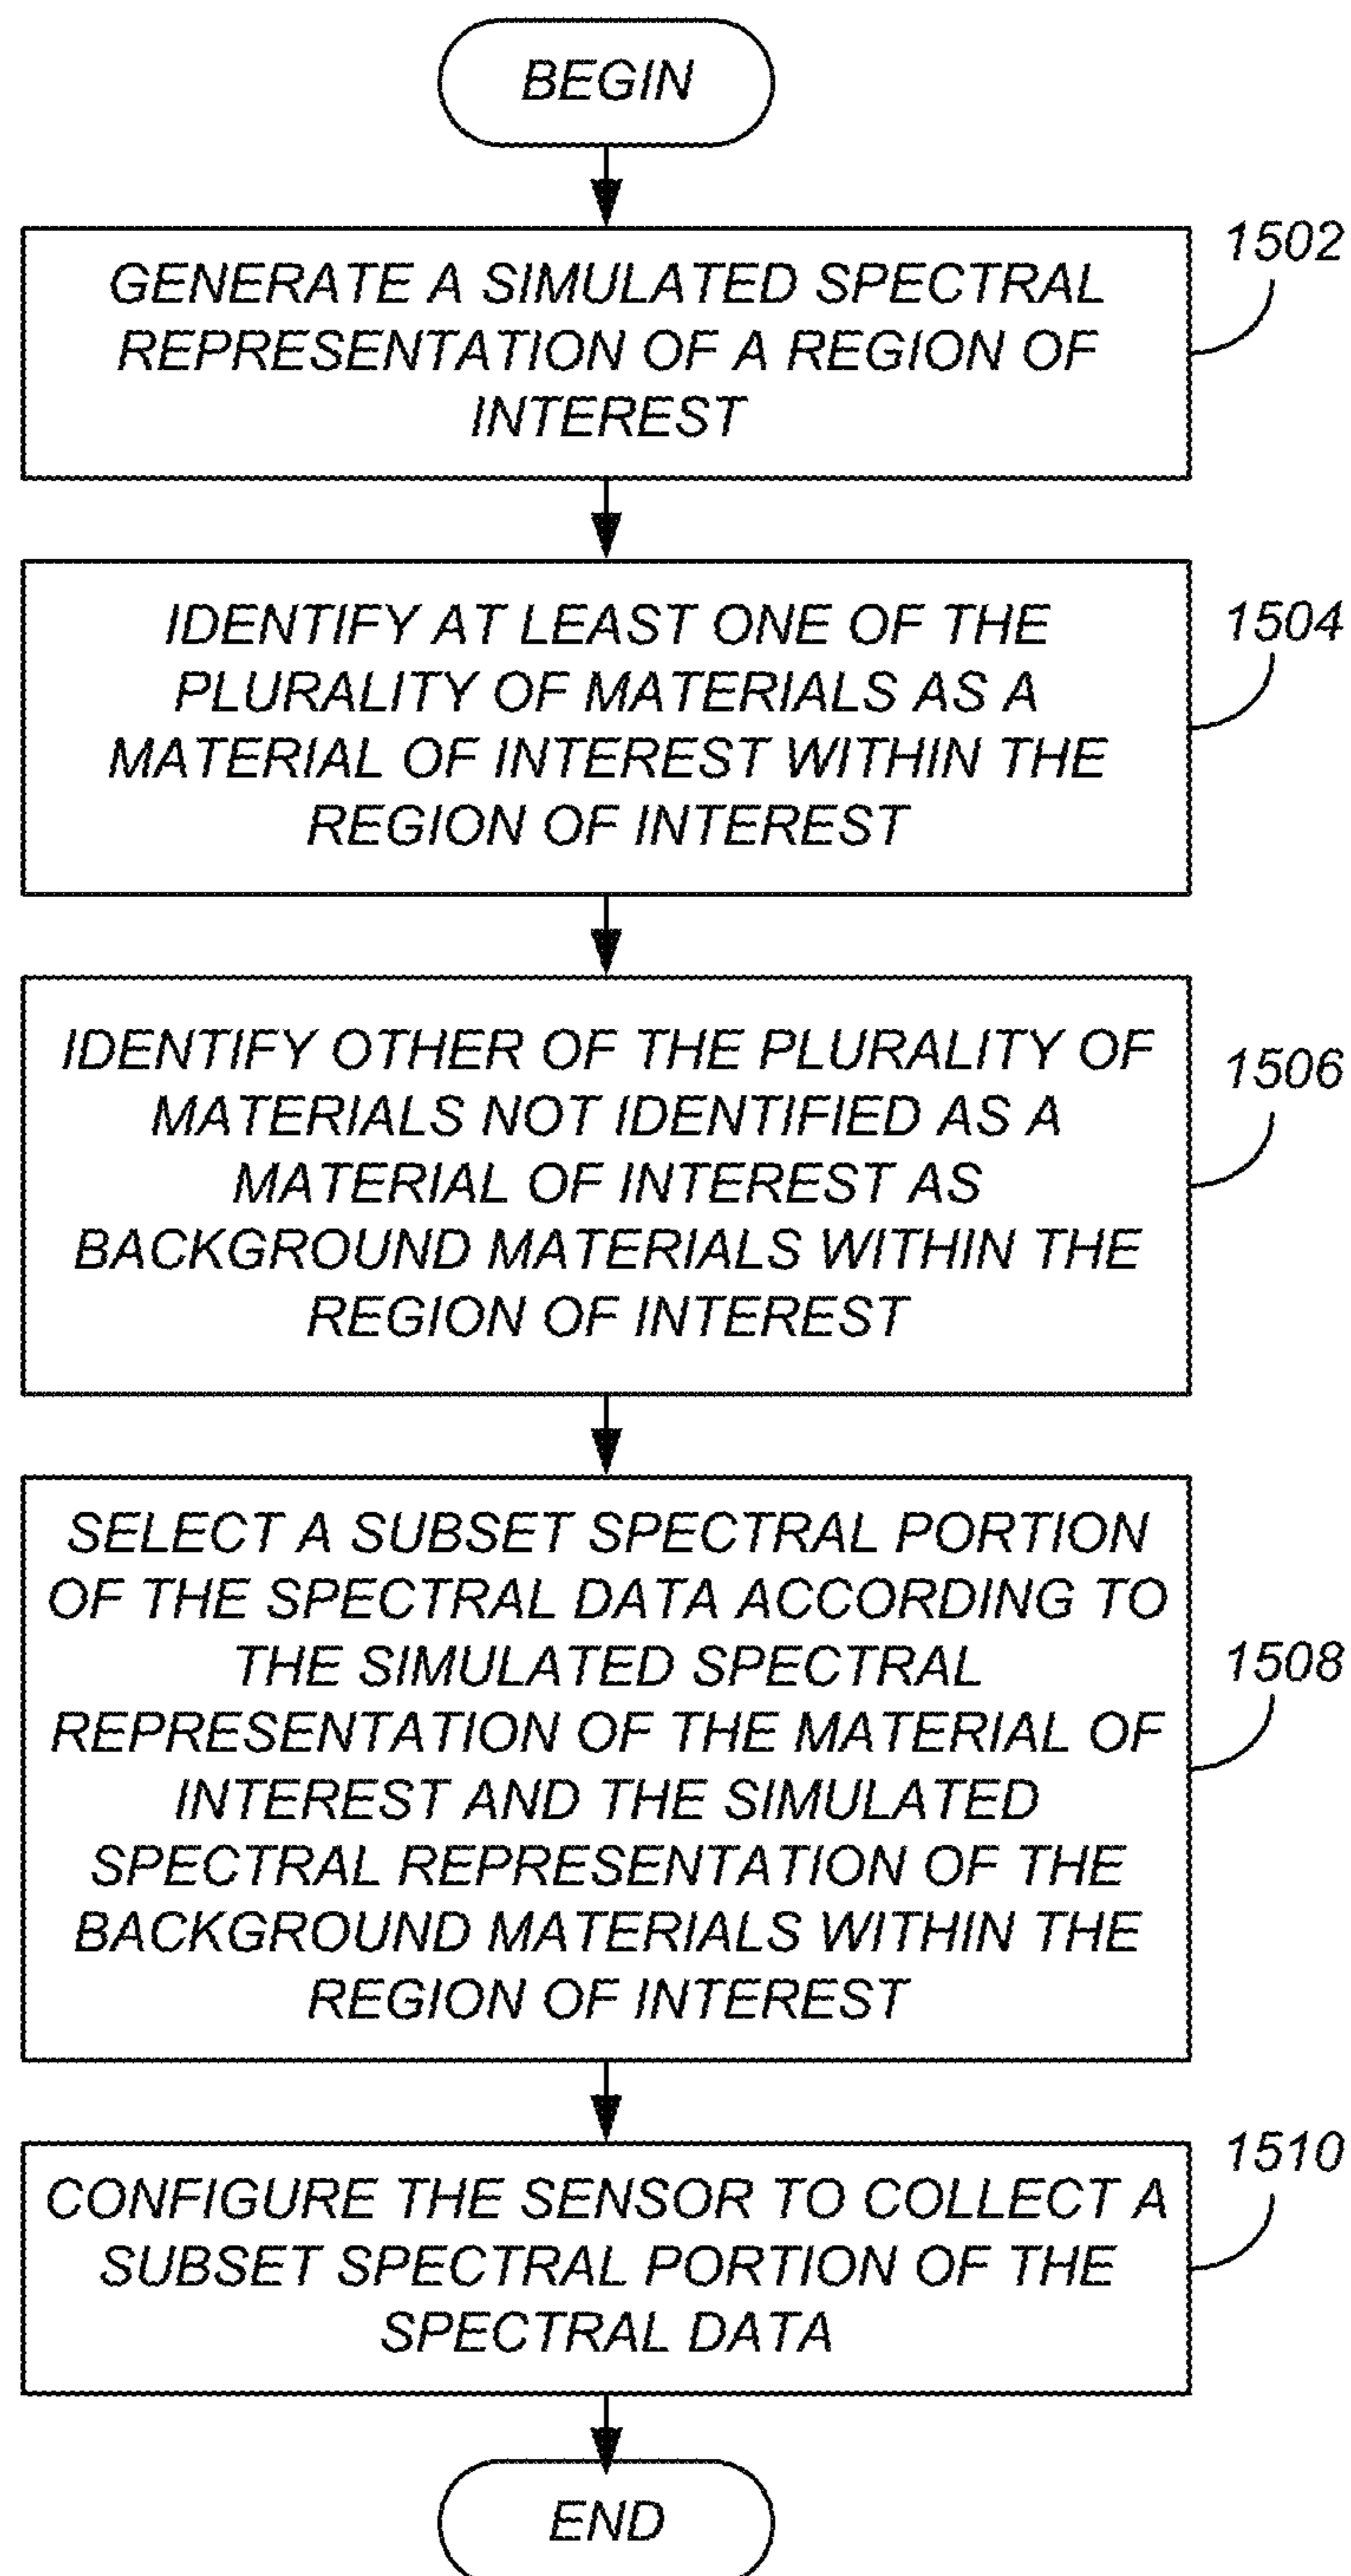 BEGIN
1502
GENERATE A SIMULATED SPECTRAL
REPRESENTATION OF A REGION OF
INTEREST
1504
IDENTIFY AT LEAST ONE OF THE
PLURALITY OF MATERIALS AS A
MATERIAL OF INTEREST WITHIN THE
REGION OF INTEREST
1506
IDENTIFY OTHER OF THE PLURALITY OF
MATERIALS NOT IDENTIFIED AS A
MATERIAL OF INTEREST AS
BACKGROUND MATERIALS WITHIN THE
REGION OF INTEREST
1508
SELECT A SUBSET SPECTRAL PORTION
OF THE SPECTRAL DATA ACCORDING TO
THE SIMULATED SPECTRAL
REPRESENTATION OF THE MATERIAL OF
INTEREST AND THE SIMULATED
SPECTRAL REPRESENTATION OF THE
BACKGROUND MATERIALS WITHIN THE
REGION OF INTEREST
1510
CONFIGURE THE SENSOR TO COLLECT A
SUBSET SPECTRAL PORTION OF THE
SPECTRAL DATA
END